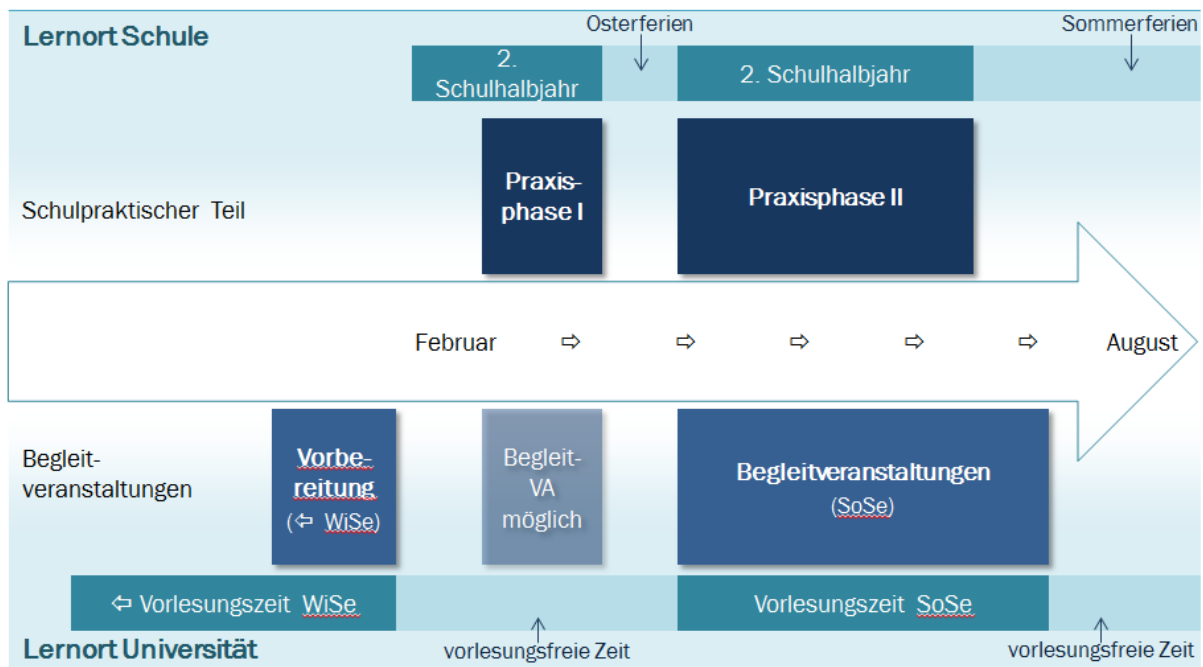 Osterferien
Sommerferien
Lernort Schule
2.
Schulhalbjahr
2. Schulhalbjahr
Praxis-
phase I
Praxisphase II
Schulpraktischer Teil
Februar ⇨ ⇨ ⇨ ⇨ ⇨ August
Begleit-
veranstaltungen
Vorbe-
reitung
(⇦ WiSe)
Begleit-
VA
möglich
Begleitveranstaltungen
(SoSe)
⇦ Vorlesungszeit WiSe
Vorlesungszeit SoSe
Lernort Universität
vorlesungsfreie Zeit
vorlesungsfreie Zeit